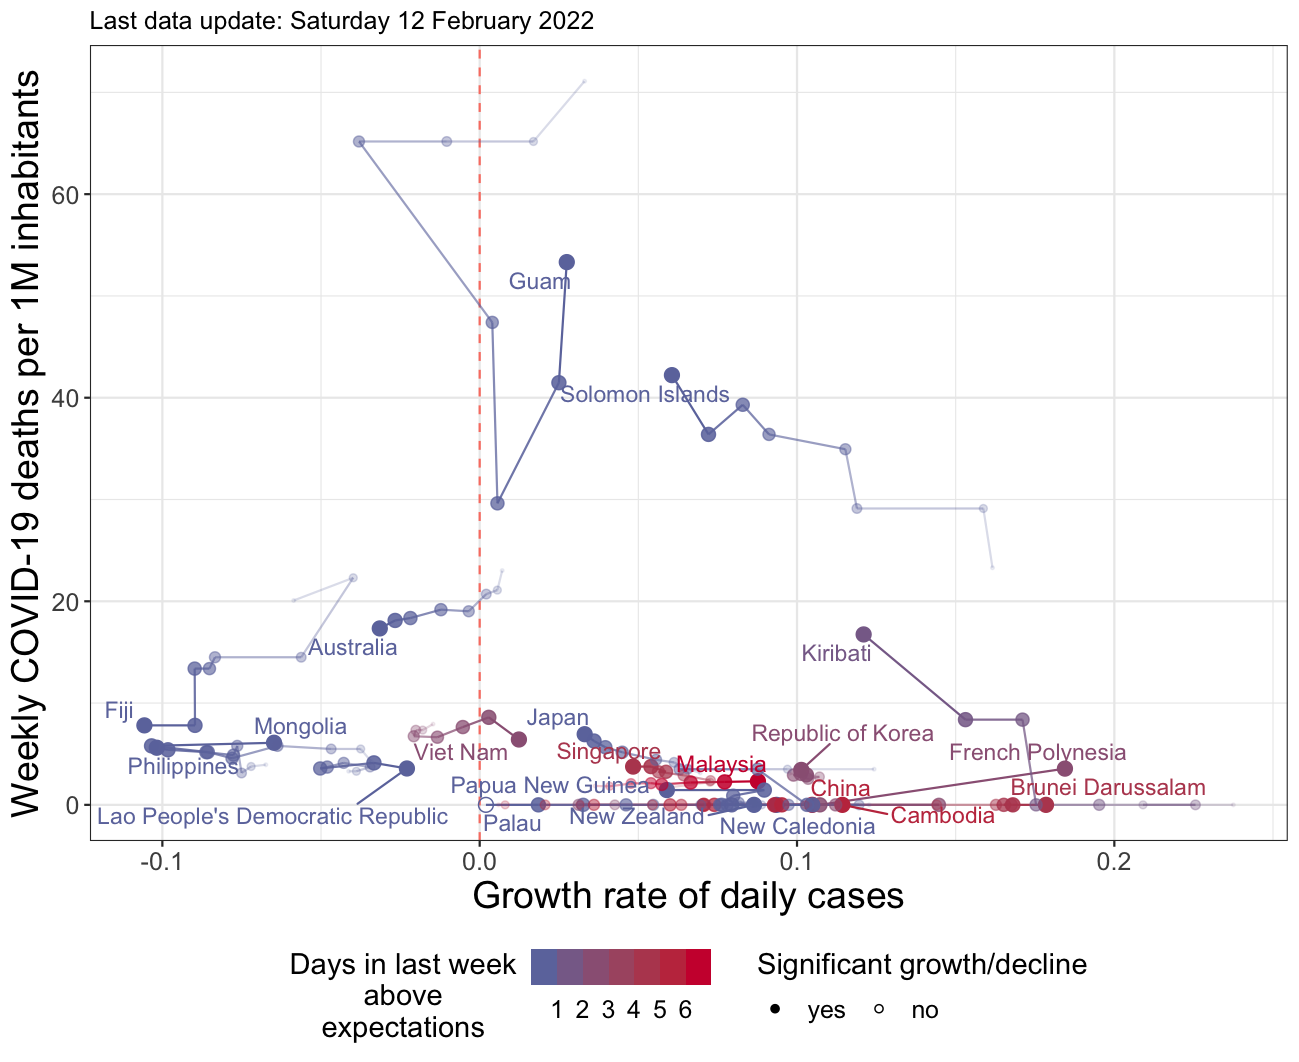 Last data update: Saturday 12 February 2022
Weekly COVID-19 deaths per 1M inhabitants
60
40
20
0
Guam
Solomon Islands
Australia
Kiribati
Fiji
Mongolia
Japan
Viet Nam
Singapore
Republic of Korea
French Polynesia
Philippines
Malaysia
Papua New Guinea
China
Brunei Darussalam
Lao People's Democratic Republic
Palau
New Zealand
New Caledonia
Cambodia
-0.1
0.0
0.1
0.2
Growth rate of daily cases
Days in last week
above
expectations
1 2 3 4 5 6
Significant growth/decline
yes
no